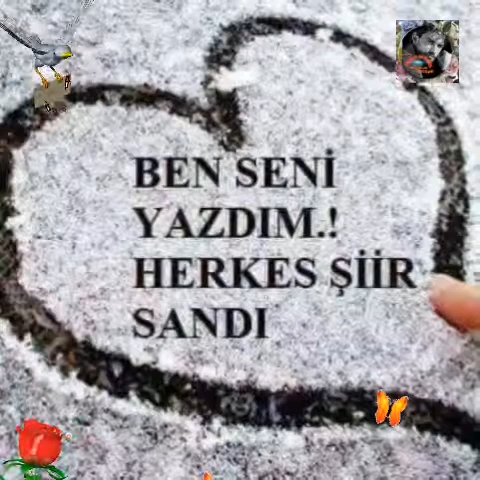 BEN SENİ
YAZDIM.!
HERKES ŞİİR
SANDI